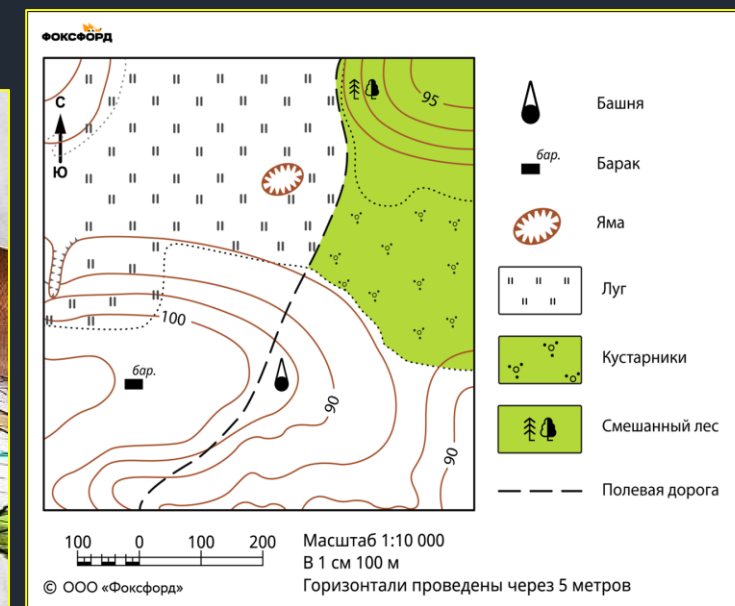 ФОКСФОРД
С
Ю
95
100
бар.
90
90
Башня
бар.
Барак
Яма
Луг
Кустарники
Смешанный лес
Полевая дорога
100 0 100 200
Масштаб 1:10 000
В 1 см 100 м
© ООО «Фоксфорд»
Горизонтали проведены через 5 метров